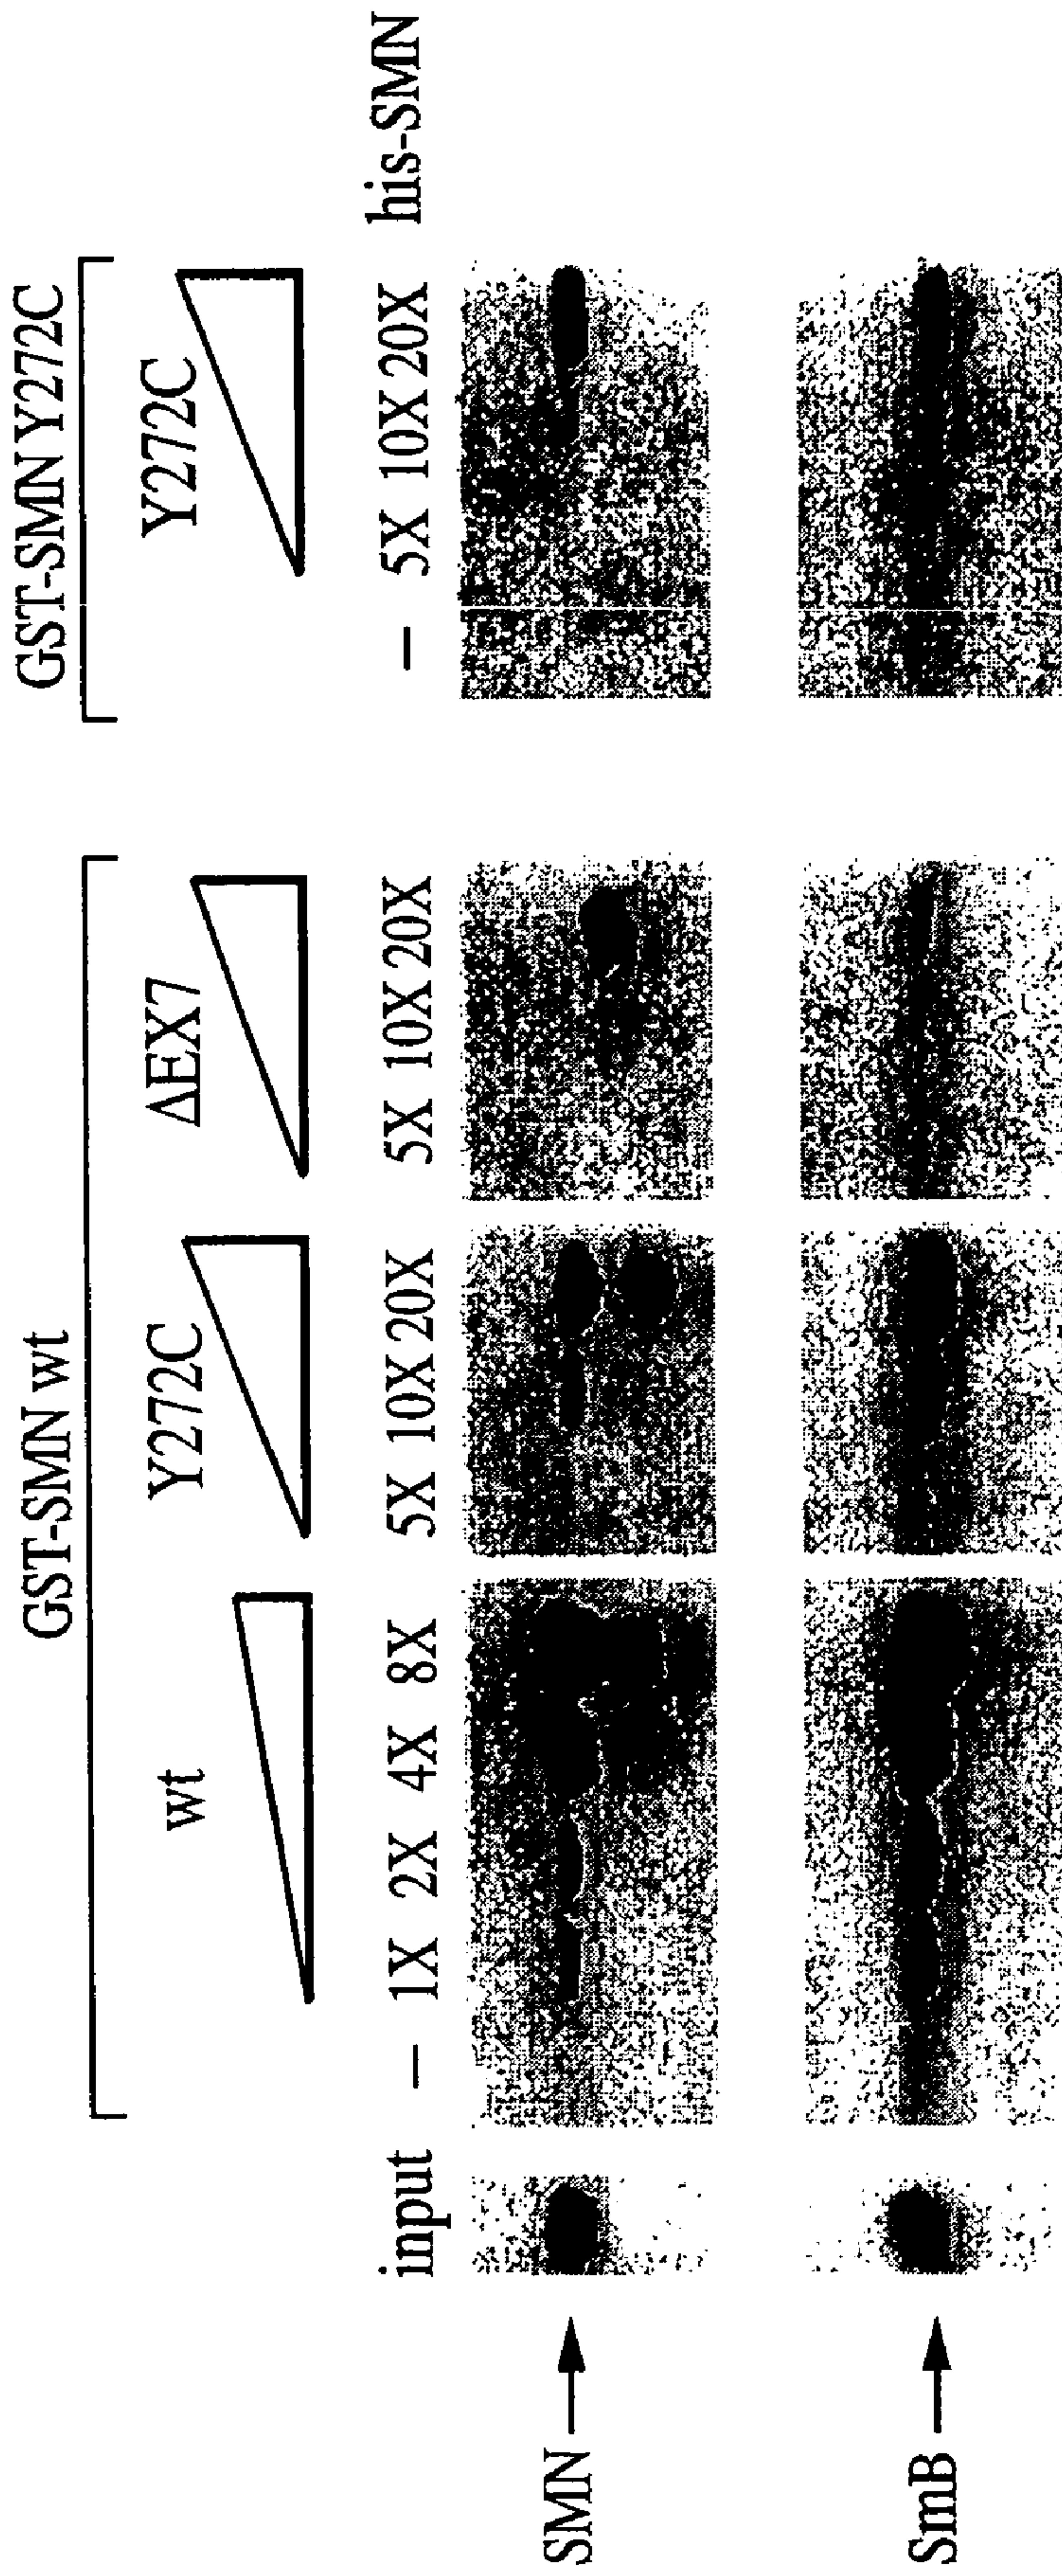 GST-SMN wt
GST-SMN Y272C
wt
Y272C
ΔEX7
Y272C
input – 1X 2X 4X 8X 5X 10X 20X 5X 10X 20X – 5X 10X 20X his-SMN
SMN
SmB